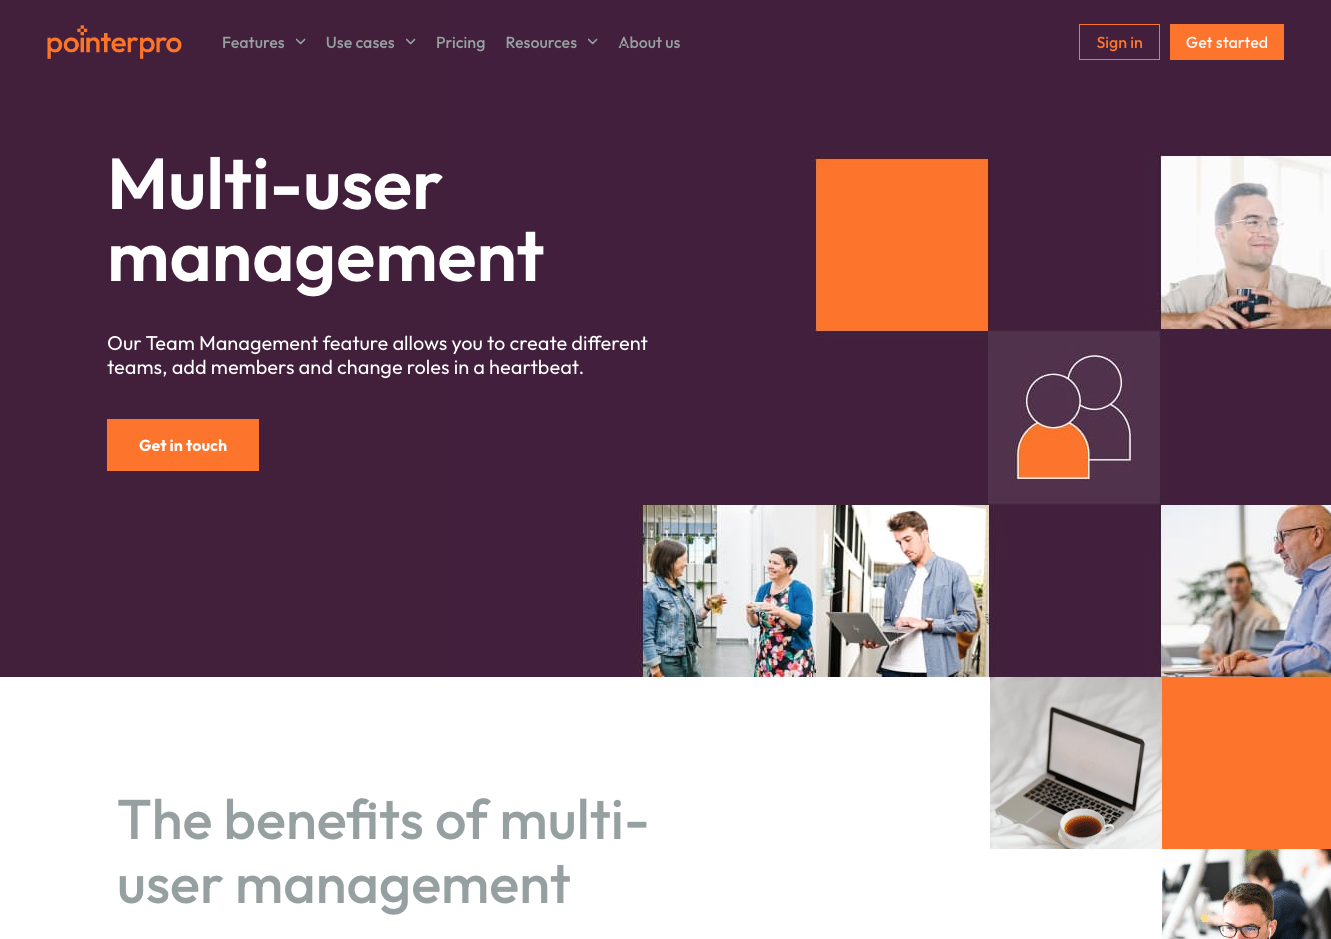 pointerpro
Features
Use cases
Pricing
Resources
About us
Sign in
Get started
Multi-user
management
Our Team Management feature allows you to create different
teams, add members and change roles in a heartbeat.
Get in touch
The benefits of multi-
user management